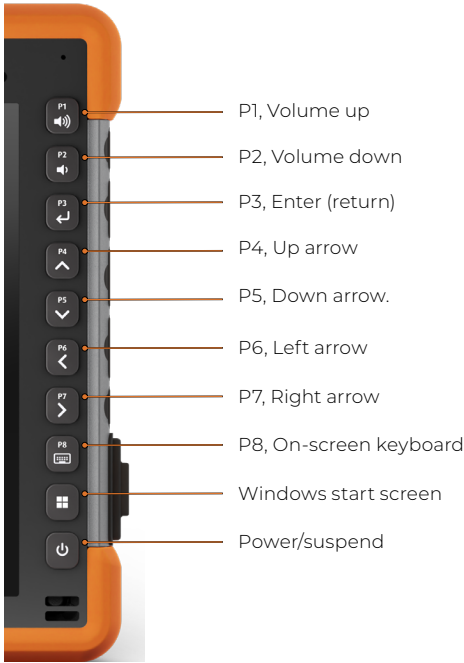 P1
P1, Volume up
P2
P2, Volume down
P3
P3, Enter (return)
P4
P4, Up arrow
P5
P5, Down arrow.
P6
P6, Left arrow
P7
P7, Right arrow
P8
P8, On-screen keyboard
Windows start screen
Power/suspend